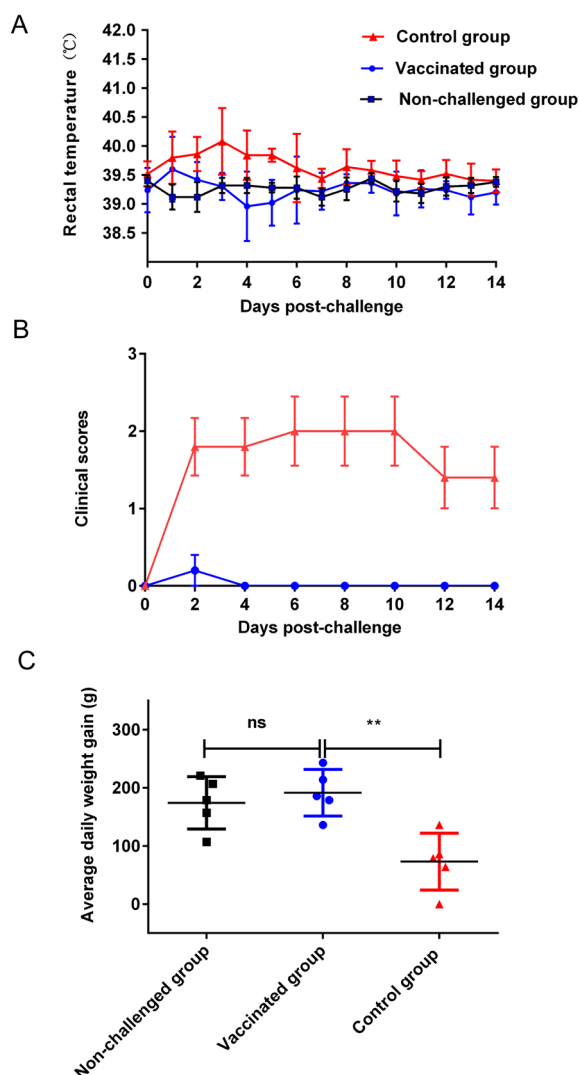 A
Rectal temperature (℃)
42.0
41.5
41.0
40.5
40.0
39.5
39.0
38.5
Control group
Vaccinated group
Non-challenged group
0 2 4 6 8 10 12 14
Days post-challenge
B
Clinical scores
3
2
1
0
0 2 4 6 8 10 12 14
Days post-challenge
C
Average daily weight gain (g)
300
200
100
0
ns
**
Non-challenged group
Vaccinated group
Control group